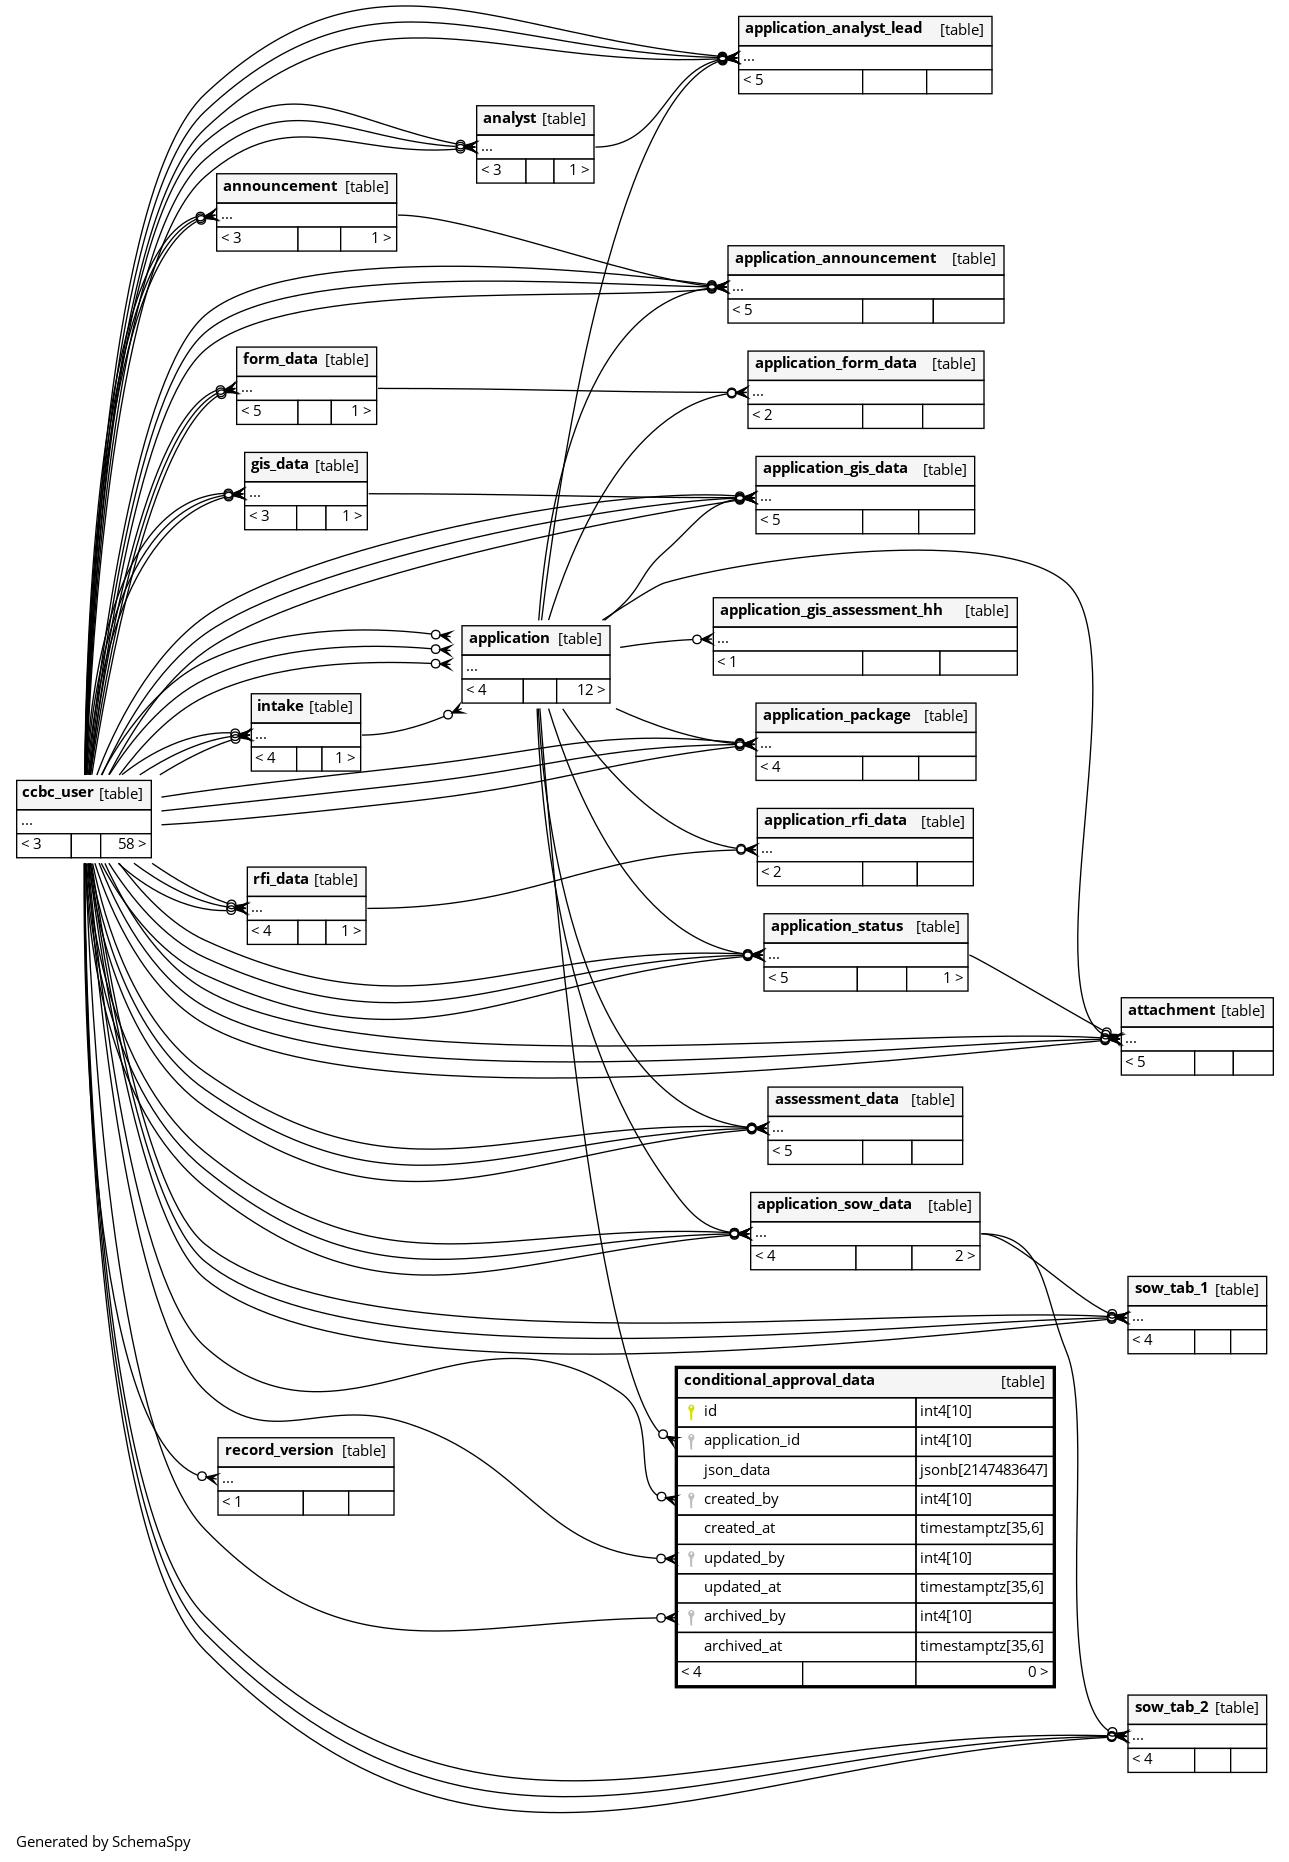 application_analyst_lead [table]
...
< 5
analyst [table]
...
< 3 1 >
announcement [table]
...
< 3 1 >
application_announcement [table]
...
< 5
form_data [table]
...
< 5 1 >
application_form_data [table]
...
< 2
gis_data [table]
...
< 3 1 >
application_gis_data [table]
...
< 5
application_gis_assessment_hh [table]
...
< 1
application [table]
...
< 4 12 >
intake [table]
...
< 4 1 >
application_package [table]
...
< 4
ccbc_user [table]
...
< 3 58 >
application_rfi_data [table]
...
< 2
rfi_data [table]
...
< 4 1 >
application_status [table]
...
< 5 1 >
attachment [table]
...
< 5
assessment_data [table]
...
< 5
application_sow_data [table]
...
< 4 2 >
sow_tab_1 [table]
...
< 4
conditional_approval_data [table]
id int4[10]
application_id int4[10]
json_data jsonb[2147483647]
created_by int4[10]
created_at timestamptz[35,6]
updated_by int4[10]
updated_at timestamptz[35,6]
archived_by int4[10]
archived_at timestamptz[35,6]
< 4 0 >
record_version [table]
...
< 1
sow_tab_2 [table]
...
< 4
Generated by SchemaSpy